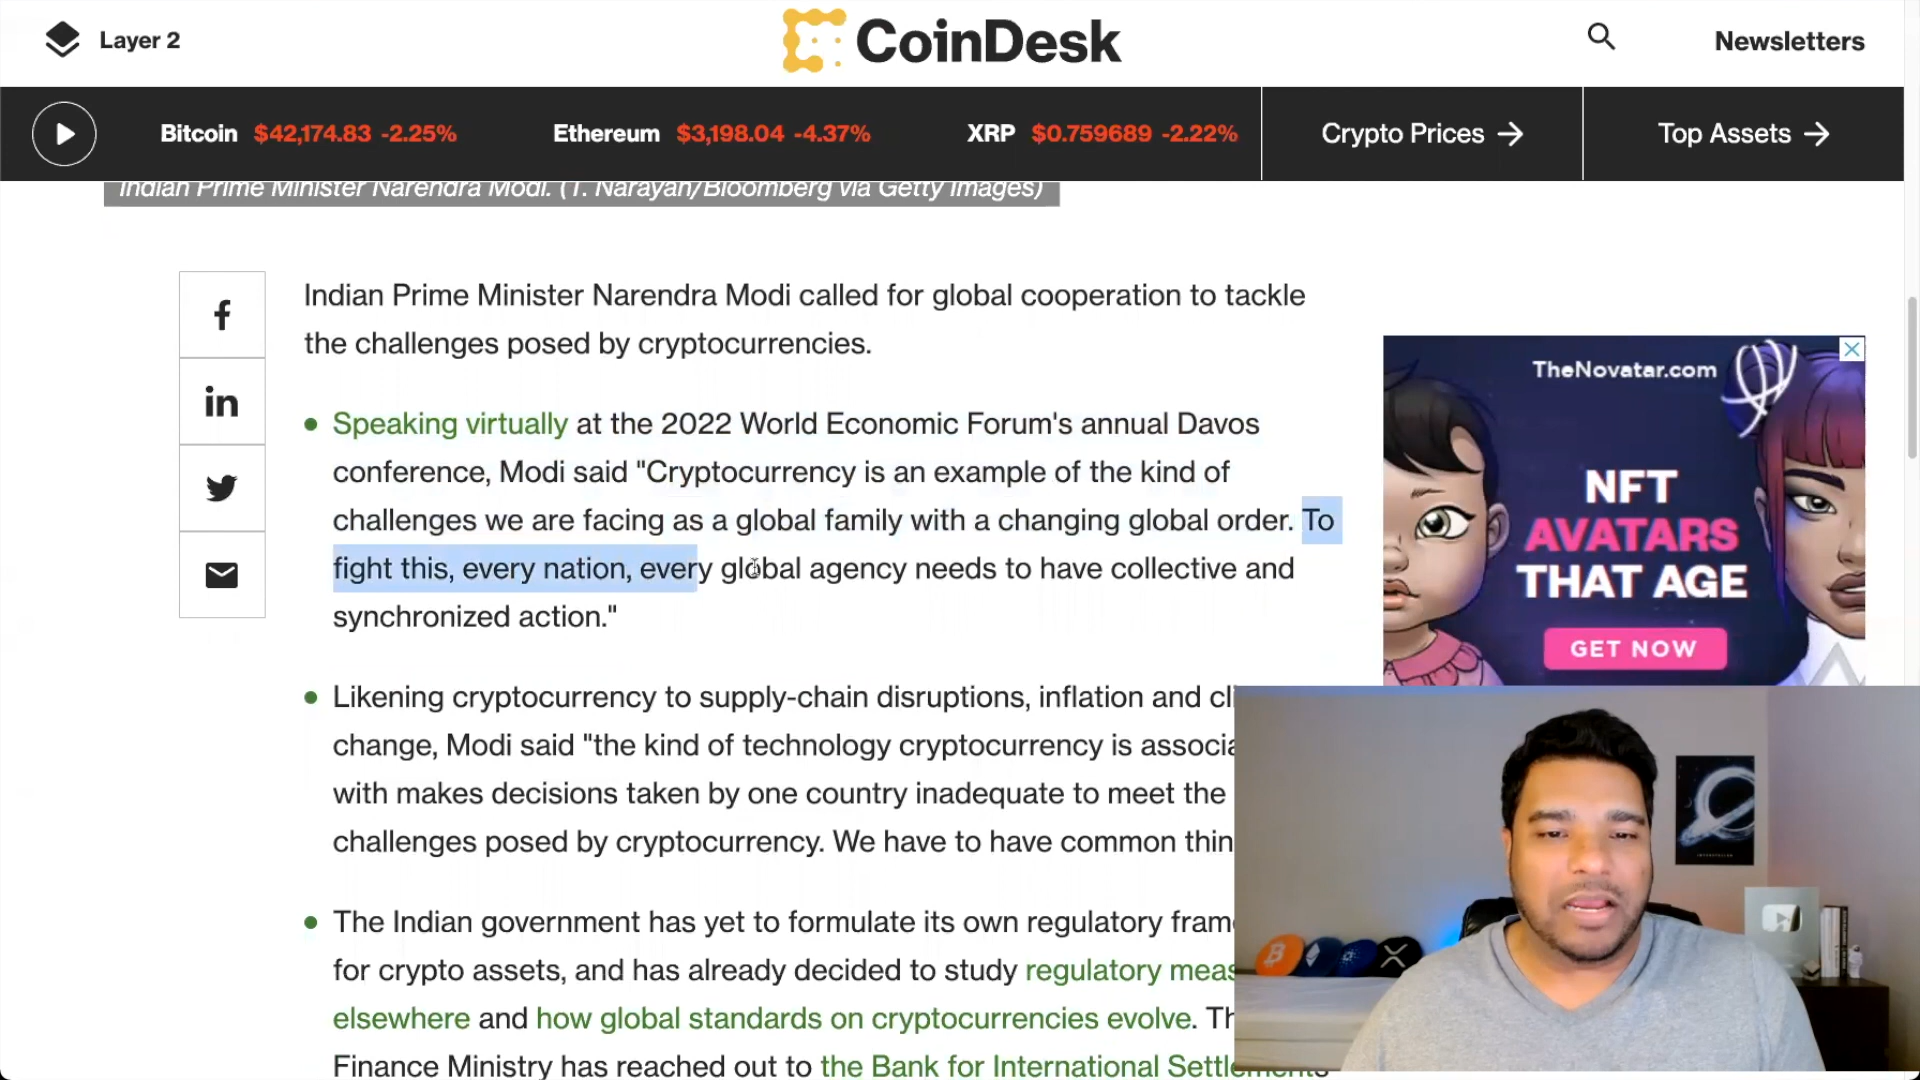 Layer 2
CoinDesk
Newsletters
Bitcoin $42,174.83 -2.25%
Ethereum $3,198.04 -4.37%
XRP $0.759689 -2.22%
Crypto Prices →
Top Assets →
Indian Prime Minister Narendra Modi. (T. Narayan/Bloomberg via Getty Images)
Indian Prime Minister Narendra Modi called for global cooperation to tackle
the challenges posed by cryptocurrencies.
Speaking virtually at the 2022 World Economic Forum's annual Davos
conference, Modi said "Cryptocurrency is an example of the kind of
challenges we are facing as a global family with a changing global order. To
fight this, every nation, every global agency needs to have collective and
synchronized action."
Likening cryptocurrency to supply-chain disruptions, inflation and cli
change, Modi said "the kind of technology cryptocurrency is associa
with makes decisions taken by one country inadequate to meet the
challenges posed by cryptocurrency. We have to have common thin
The Indian government has yet to formulate its own regulatory fram
for crypto assets, and has already decided to study regulatory meas
elsewhere and how global standards on cryptocurrencies evolve. Th
Finance Ministry has reached out to the Bank for International Settlements
TheNovatar.com
NFT
AVATARS
THAT AGE
GET NOW